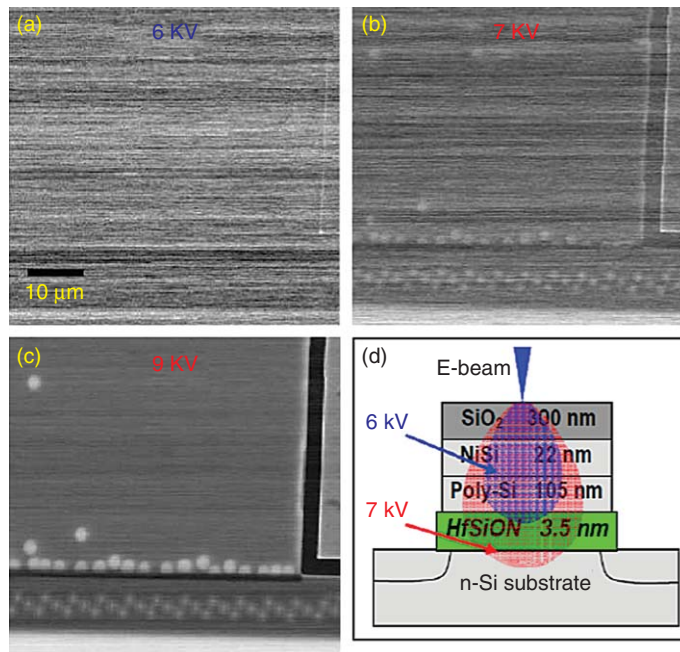 (a)
6 KV
10 µm
(b)
7 KV
(c)
9 KV
(d)
E-beam
6 kV
SiO₂ 300 nm
NiSi 22 nm
Poly-Si 105 nm
7 kV
HfSiON 3.5 nm
n-Si substrate